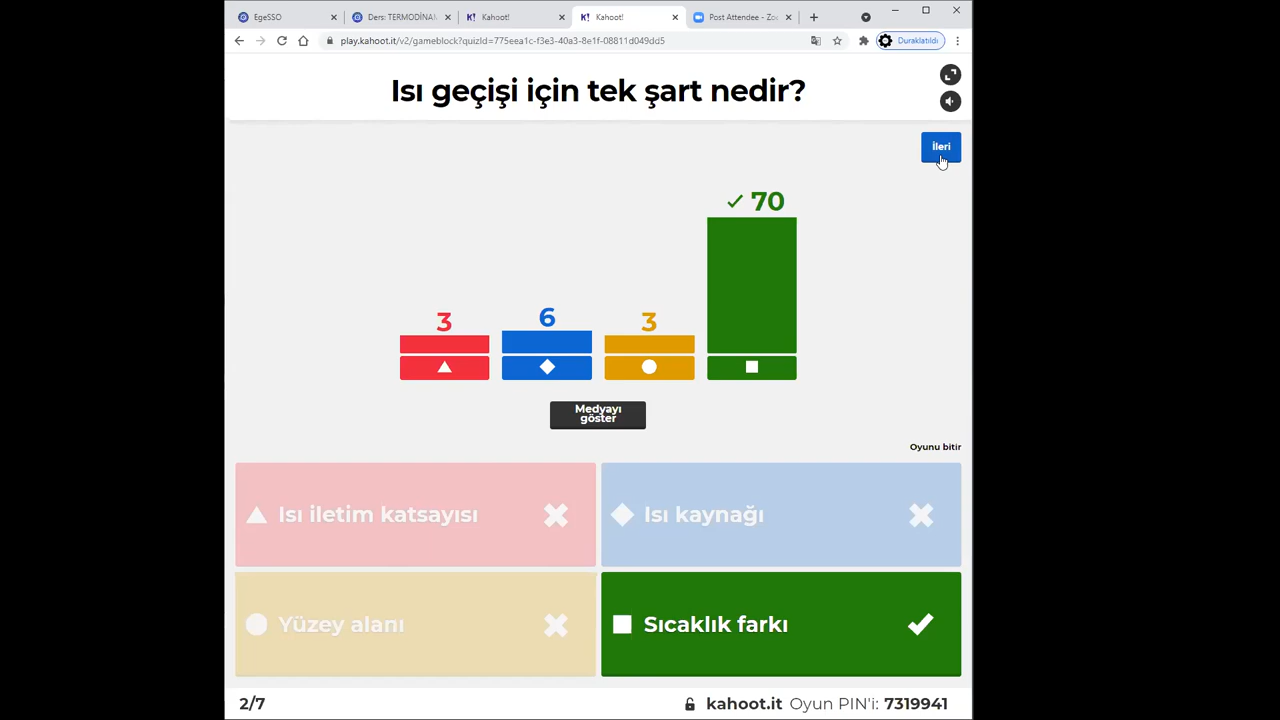 EgeSSO
Ders: TERMODİNA
Kahoot!
Kahoot!
Post Attendee - Zo
play.kahoot.it/v2/gameblock?quizId=775eea1c-f3e3-40a3-8e1f-08811d049dd5
Duraklatıldı
Isı geçişi için tek şart nedir?
İleri
3
6
3
70
Medyayı
göster
Oyunu bitir
Isı iletim katsayısı
Isı kaynağı
Yüzey alanı
Sıcaklık farkı
2/7
kahoot.it Oyun PIN'i: 7319941